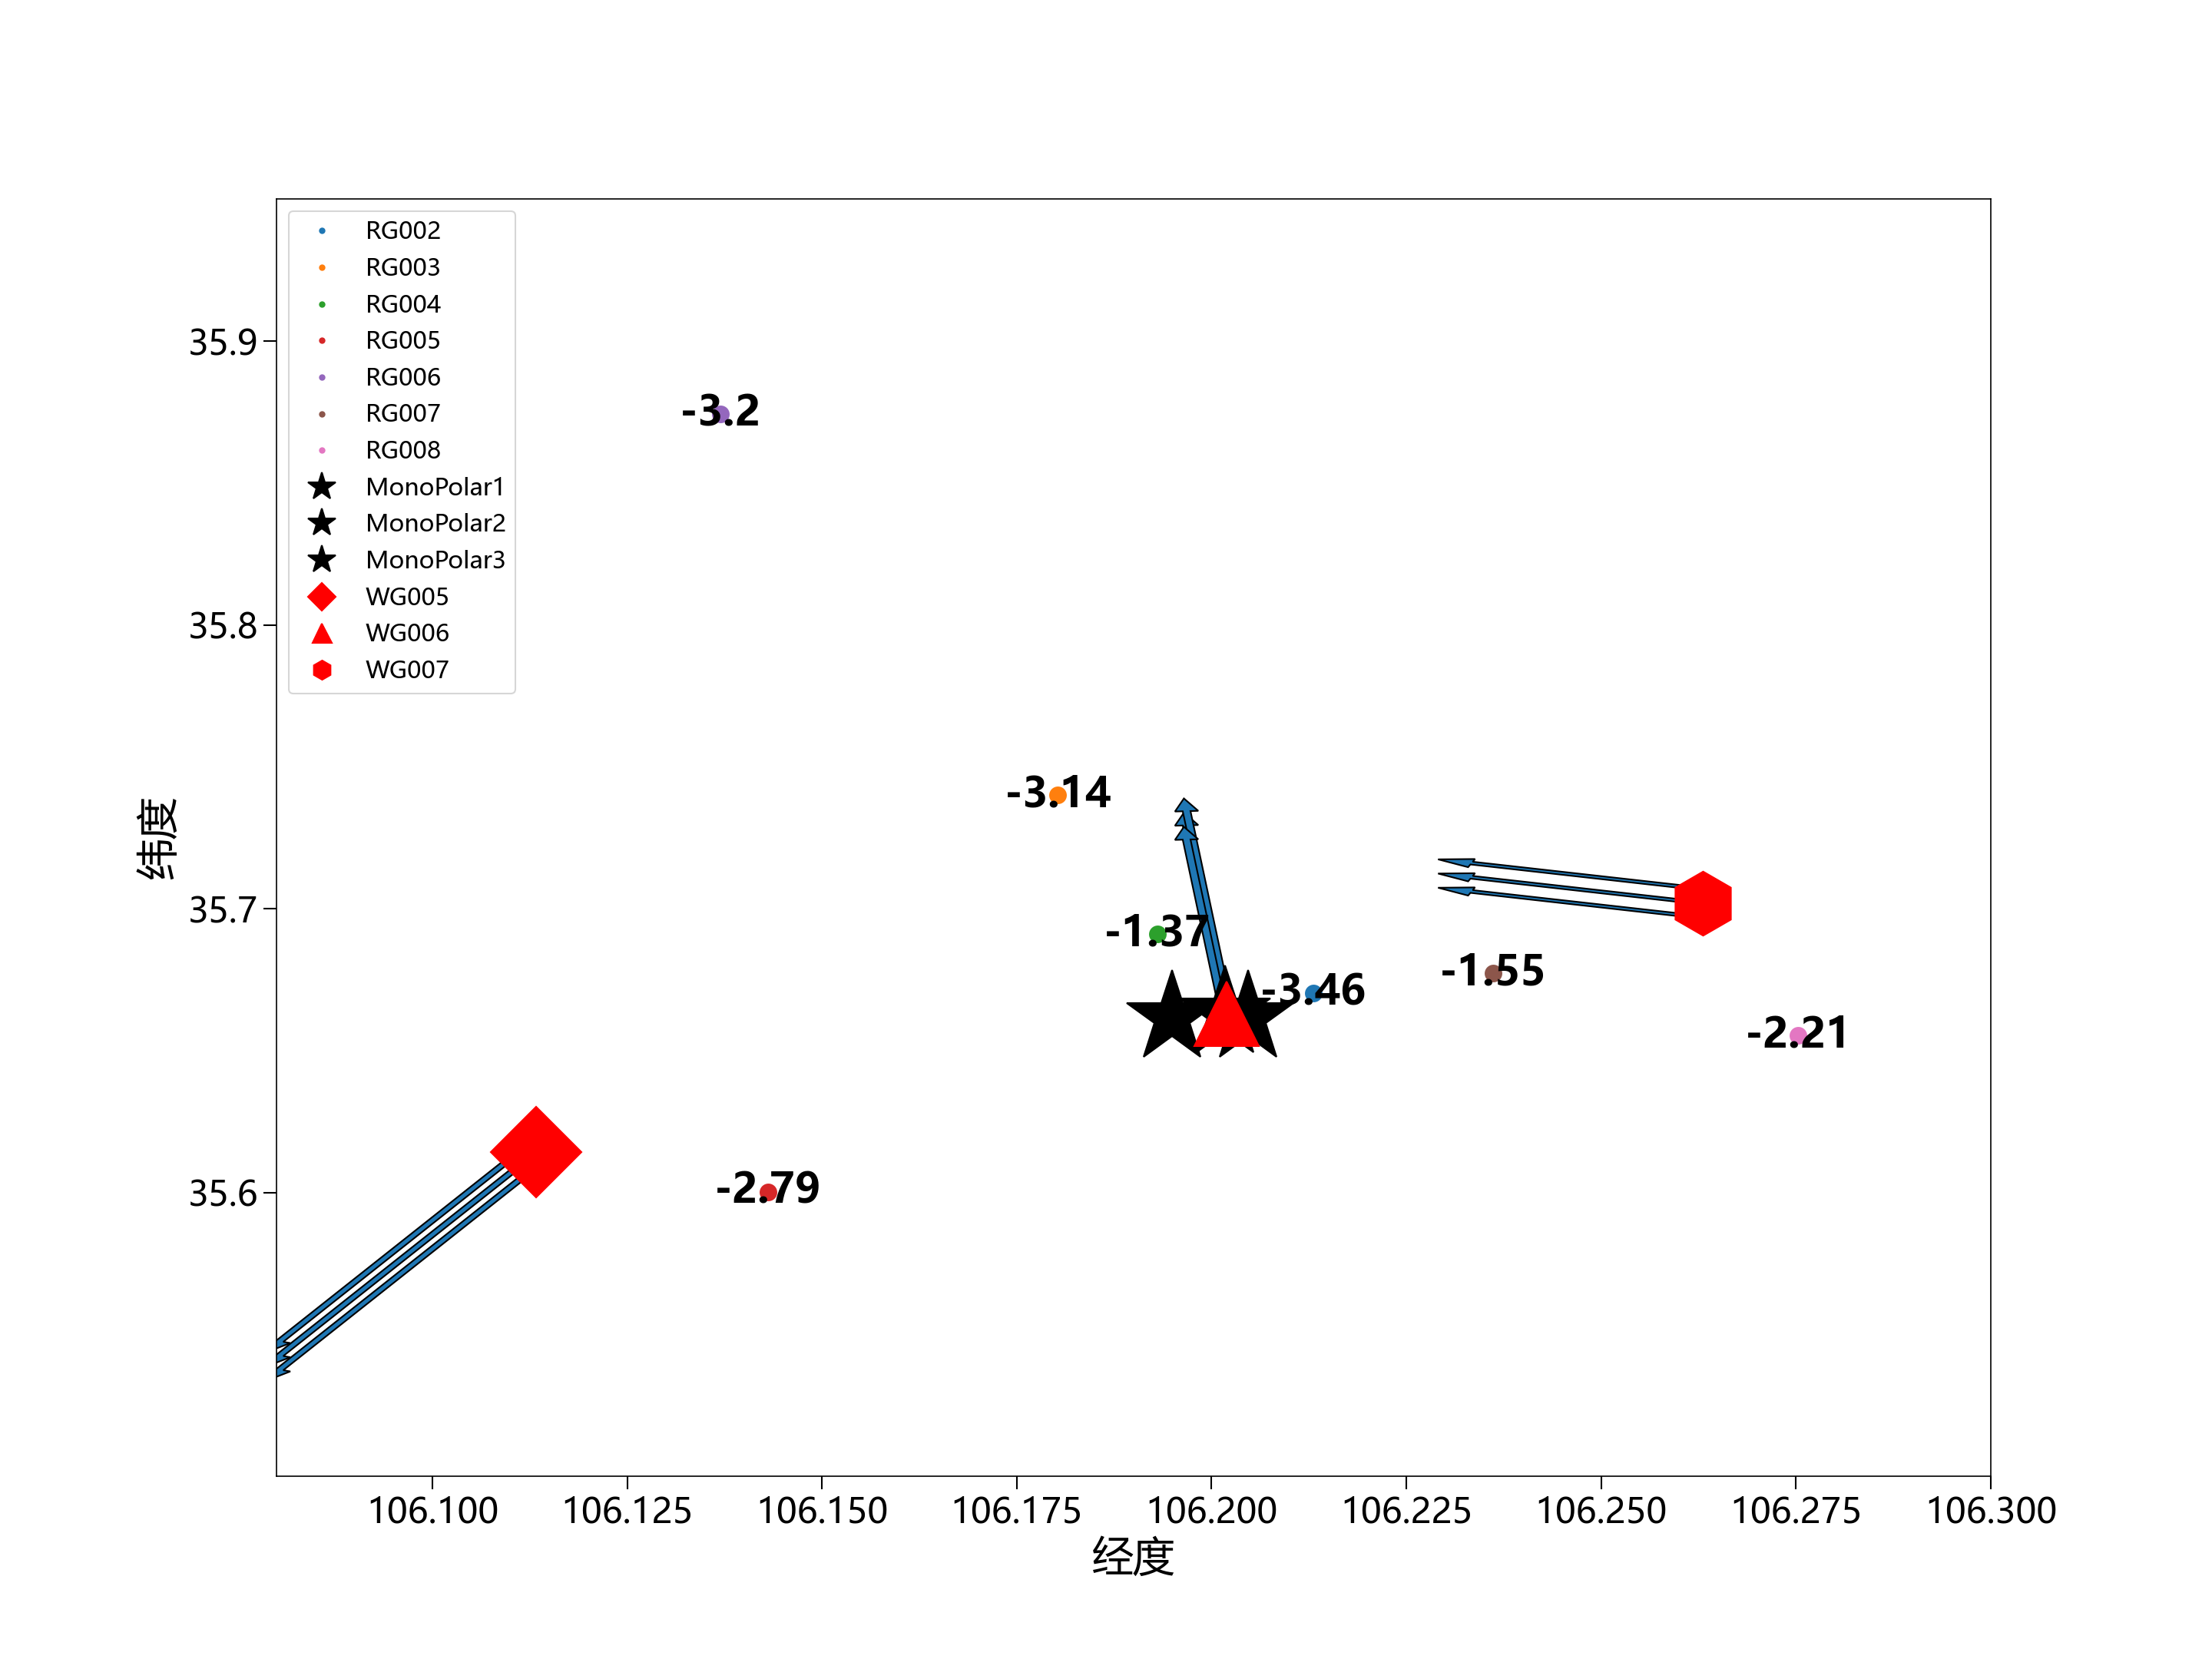 RG002
RG003
RG004
RG005
RG006
RG007
RG008
MonoPolar1
MonoPolar2
MonoPolar3
WG005
WG006
WG007
35.9
35.8
35.7
35.6
纬度
-3.2
-3.14
-1.37
-3.46
-1.55
-2.21
-2.79
106.100
106.125
106.150
106.175
106.200
106.225
106.250
106.275
106.300
经度